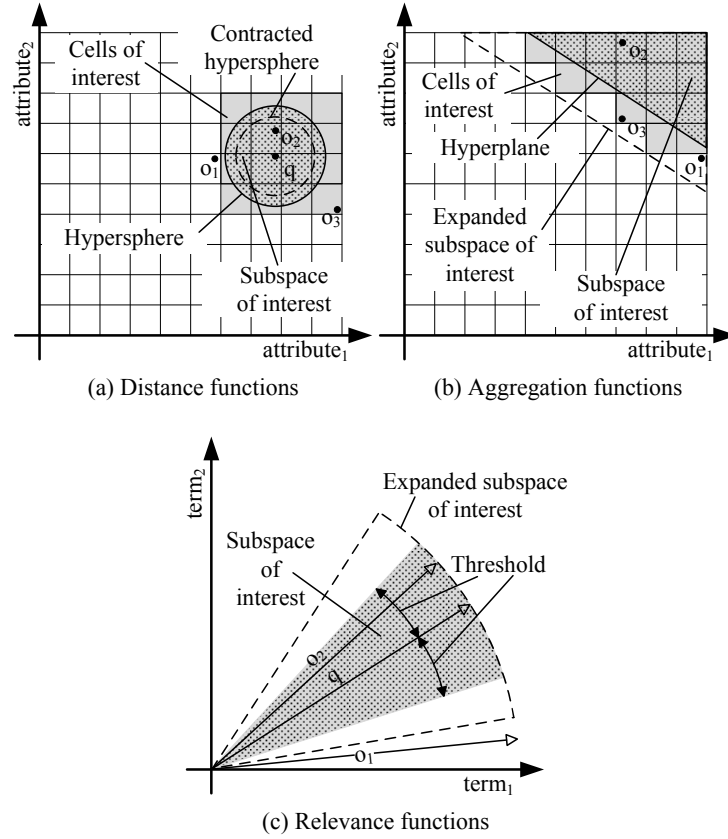 attribute₂
Cells of
interest
Contracted
hypersphere
o₂
q
o₁
o₃
Hypersphere
Subspace
of interest
attribute₁
(a) Distance functions
attribute₂
o₂
Cells of
interest
o₃
Hyperplane
o₁
Expanded
subspace of
interest
Subspace
of interest
attribute₁
(b) Aggregation functions
term₂
Expanded subspace
of interest
Subspace
of
interest
Threshold
o₂
q
o₁
term₁
(c) Relevance functions